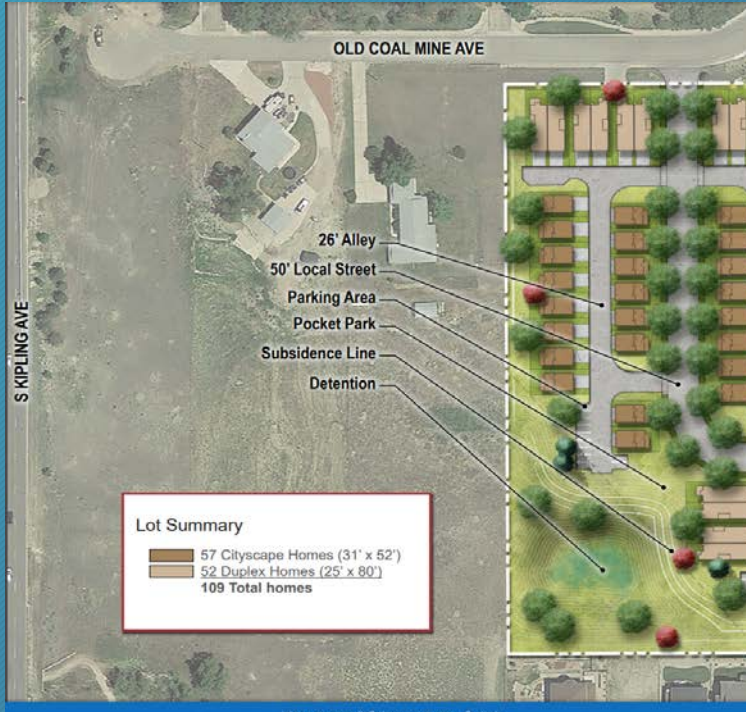 OLD COAL MINE AVE
S KIPLING AVE
26' Alley
50' Local Street
Parking Area
Pocket Park
Subsidence Line
Detention
Lot Summary
57 Cityscape Homes (31' x 52')
52 Duplex Homes (25' x 80')
109 Total homes